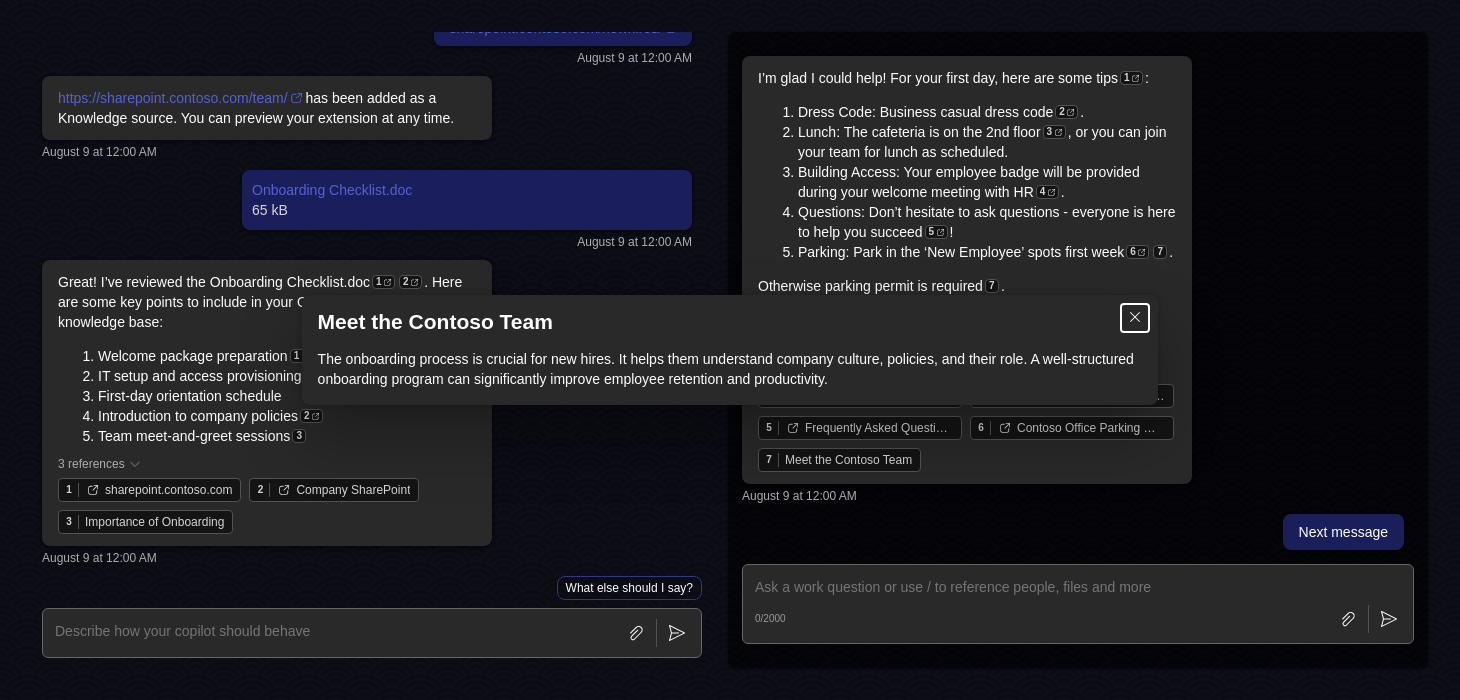 August 9 at 12:00 AM
https://sharepoint.contoso.com/team/ has been added as a
Knowledge source. You can preview your extension at any time.
August 9 at 12:00 AM
Onboarding Checklist.doc
65 kB
August 9 at 12:00 AM
Great! I've reviewed the Onboarding Checklist.doc 1 2 . Here
are some key points to include in your
knowledge base:
1. Welcome package preparation 1
2. IT setup and access provisioning
3. First-day orientation schedule
4. Introduction to company policies 2
5. Team meet-and-greet sessions 3
3 references
1 sharepoint.contoso.com
2 Company SharePoint
3 Importance of Onboarding
August 9 at 12:00 AM
What else should I say?
Describe how your copilot should behave
Meet the Contoso Team
The onboarding process is crucial for new hires. It helps them understand company culture, policies, and their role. A well-structured
onboarding program can significantly improve employee retention and productivity.
I'm glad I could help! For your first day, here are some tips 1 :
1. Dress Code: Business casual dress code 2 .
2. Lunch: The cafeteria is on the 2nd floor 3 , or you can join
your team for lunch as scheduled.
3. Building Access: Your employee badge will be provided
during your welcome meeting with HR 4 .
4. Questions: Don't hesitate to ask questions - everyone is here
to help you succeed 5 !
5. Parking: Park in the 'New Employee' spots first week 6 7 .
Otherwise parking permit is required 7 .
5 Frequently Asked Questi…
6 Contoso Office Parking …
7 Meet the Contoso Team
August 9 at 12:00 AM
Next message
Ask a work question or use / to reference people, files and more
0/2000